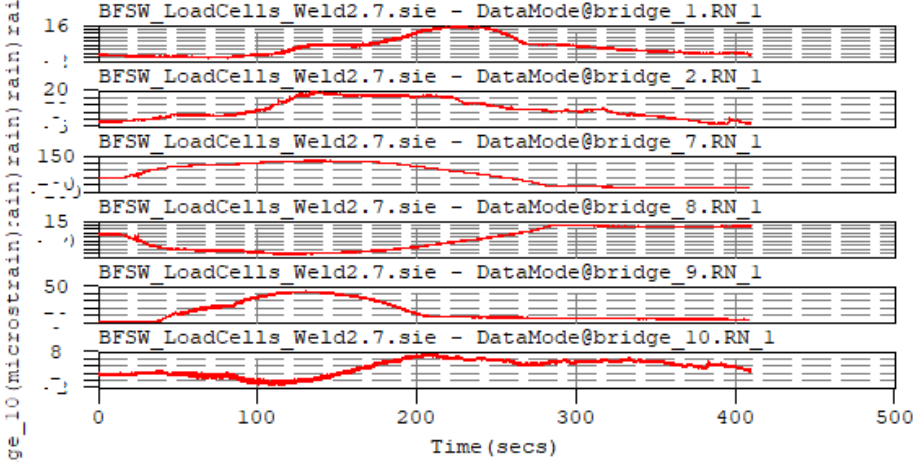 BFSW_LoadCells_Weld2.7.sie - DataMode@bridge_1.RN_1
16
BFSW_LoadCells_Weld2.7.sie - DataMode@bridge_2.RN_1
20
BFSW_LoadCells_Weld2.7.sie - DataMode@bridge_7.RN_1
150
BFSW_LoadCells_Weld2.7.sie - DataMode@bridge_8.RN_1
15
BFSW_LoadCells_Weld2.7.sie - DataMode@bridge_9.RN_1
50
BFSW_LoadCells_Weld2.7.sie - DataMode@bridge_10.RN_1
8
0 100 200 300 400 500
Time(secs)
ge_10(microstrain)